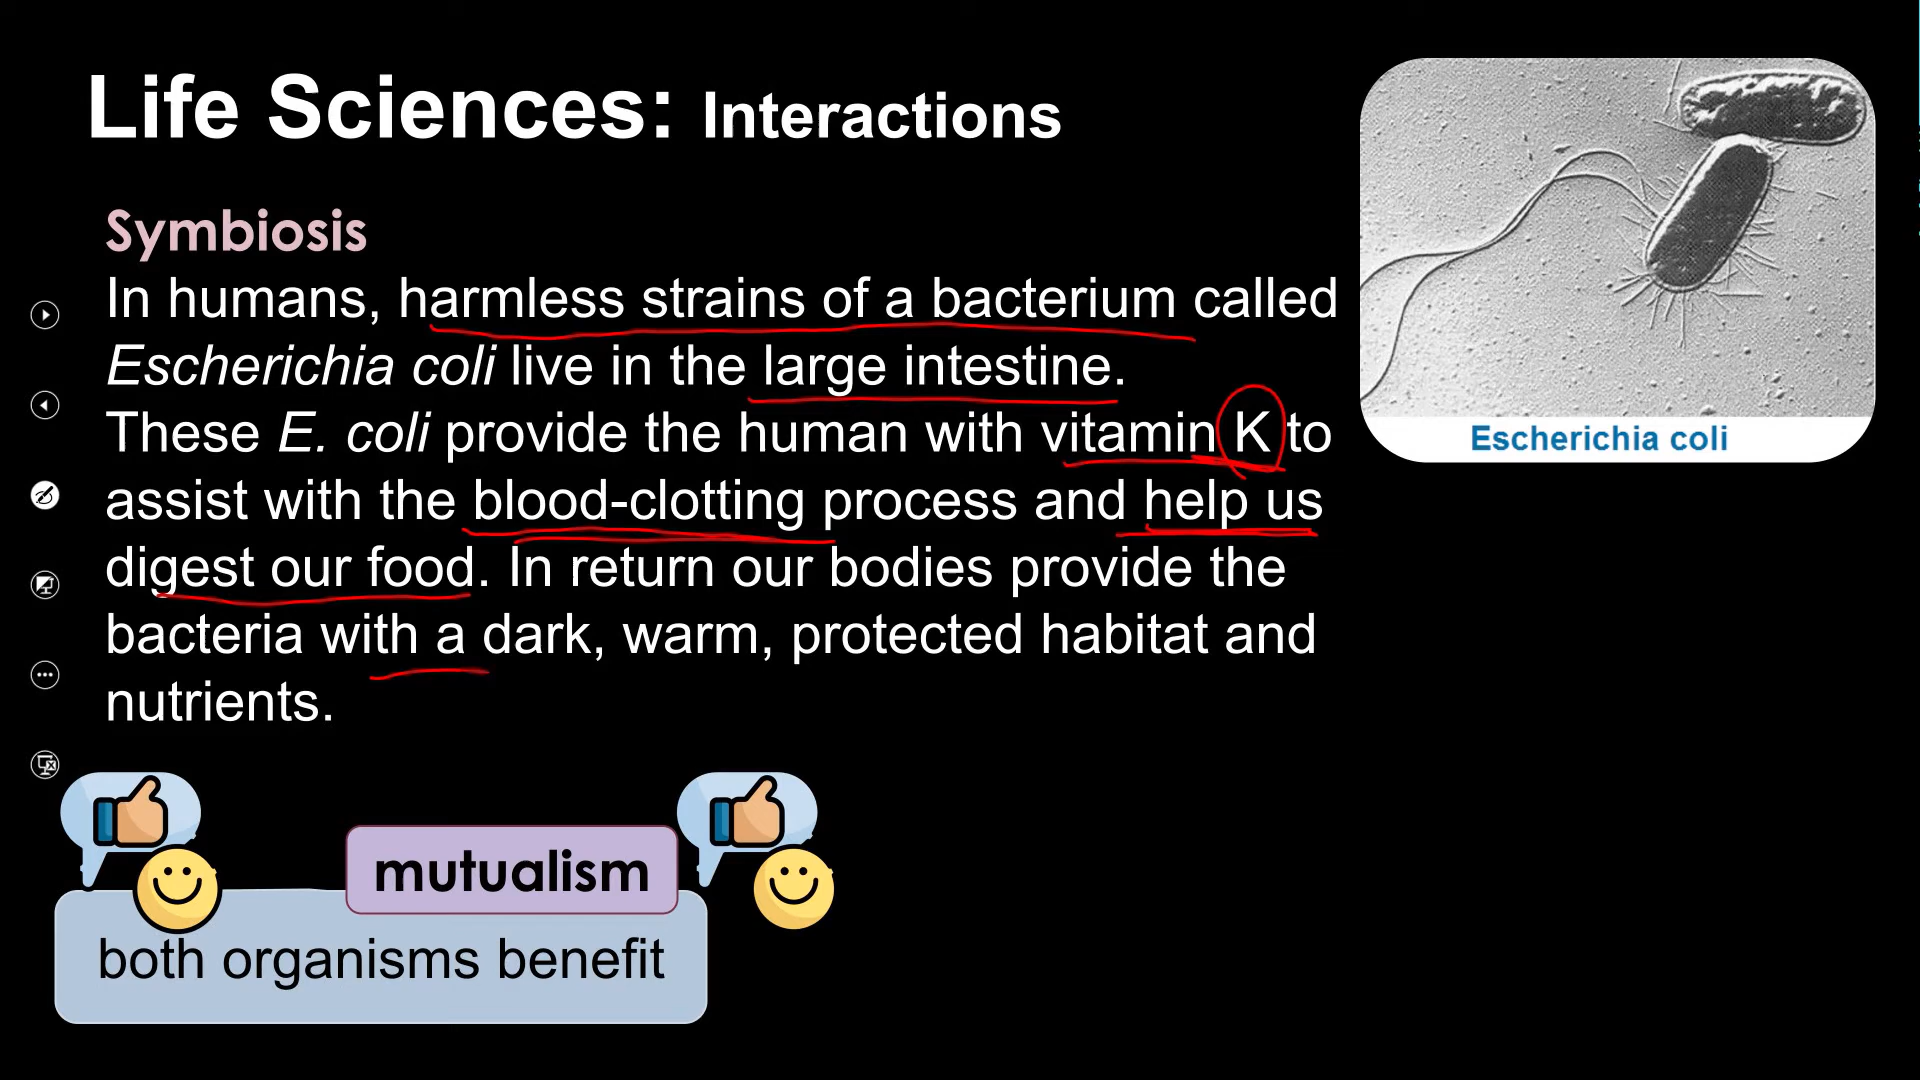 Life Sciences: Interactions
Symbiosis
In humans, harmless strains of a bacterium called
Escherichia coli live in the large intestine.
These E. coli provide the human with vitamin K to
assist with the blood-clotting process and help us
digest our food. In return our bodies provide the
bacteria with a dark, warm, protected habitat and
nutrients.
Escherichia coli
mutualism
both organisms benefit